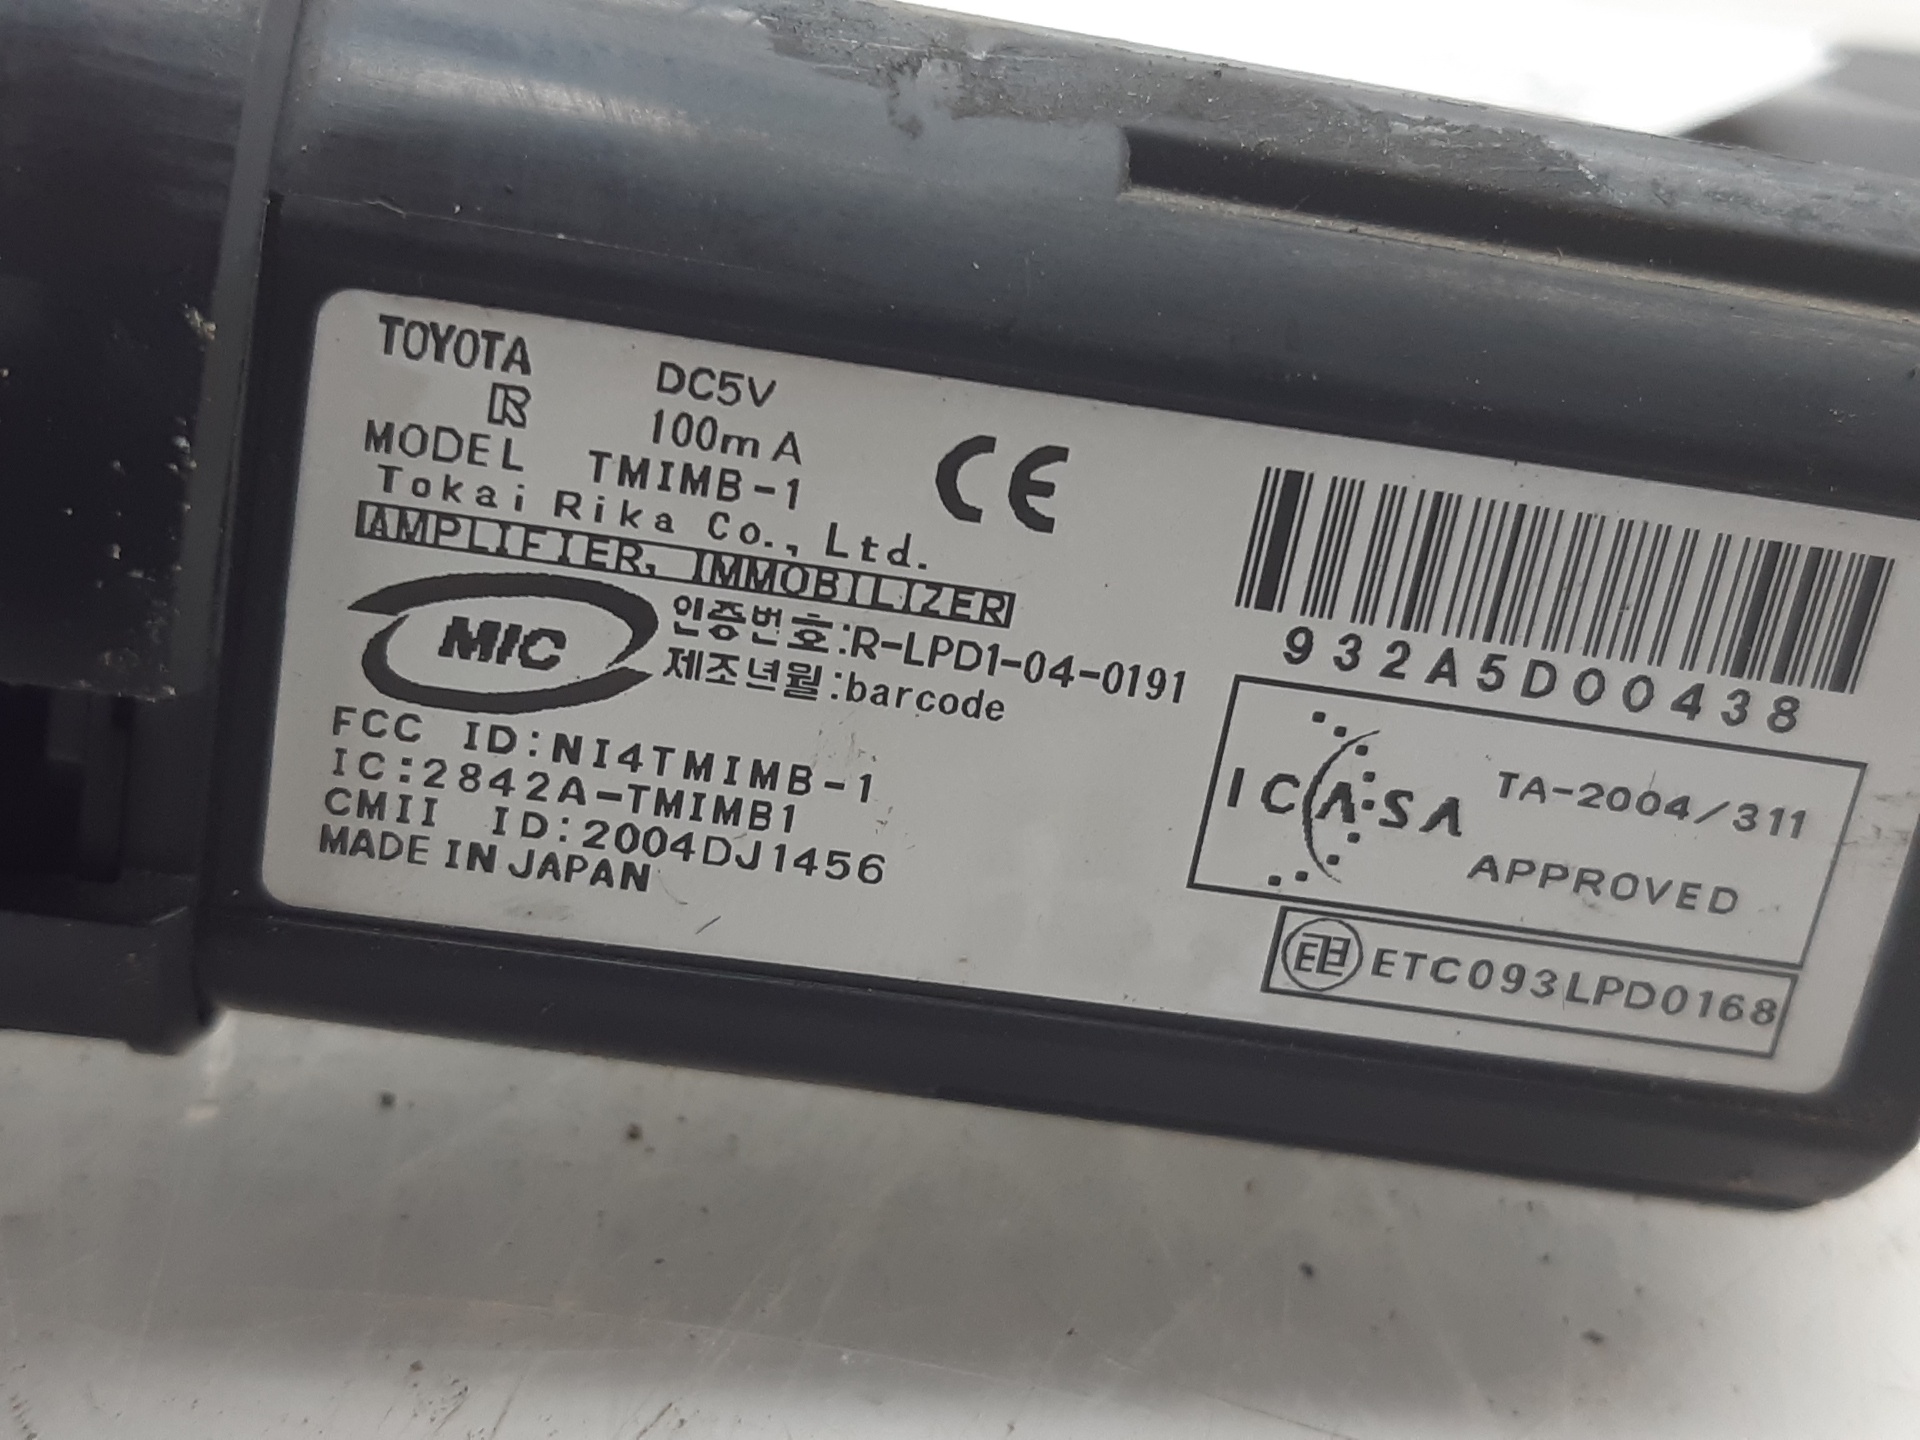 TOYOTA DC5V
R 100mA
MODEL TMIMB-1
Tokai Rika Co., Ltd.
AMPLIFIER, IMMOBILIZER
MIC
인증번호:R-LPD1-04-0191
제조년월:barcode
FCC ID:NI4TMIMB-1
IC:2842A-TMIMB1
CMII ID:2004DJ1456
MADE IN JAPAN
CE
932A5D00438
ICASA
TA-2004/311
APPROVED
ETC093LPD0168